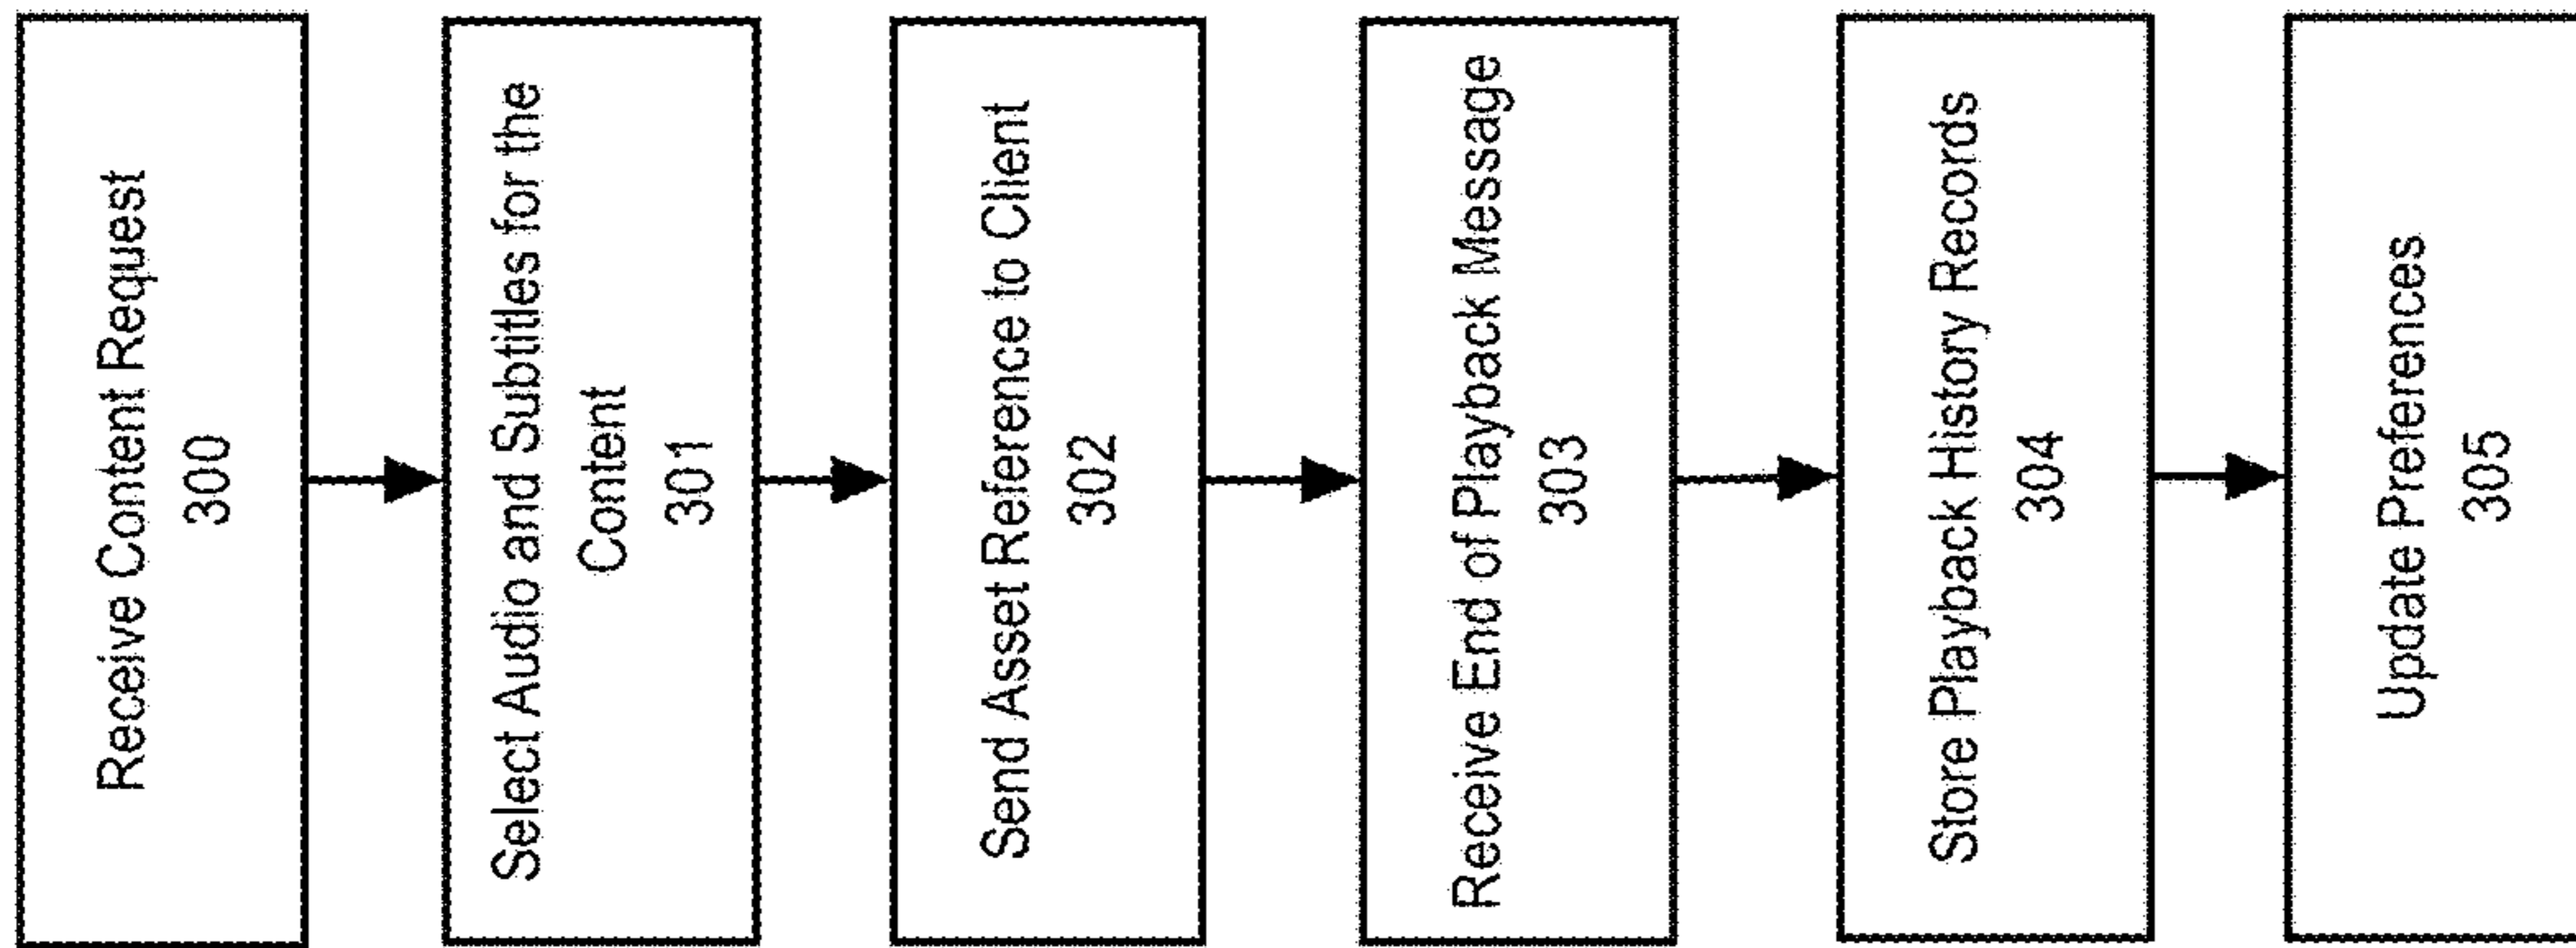 Receive Content Request
300
Select Audio and Subtitles for the
Content
301
Send Asset Reference to Client
302
Receive End of Playback Message
303
Store Playback History Records
304
Update Preferences
305